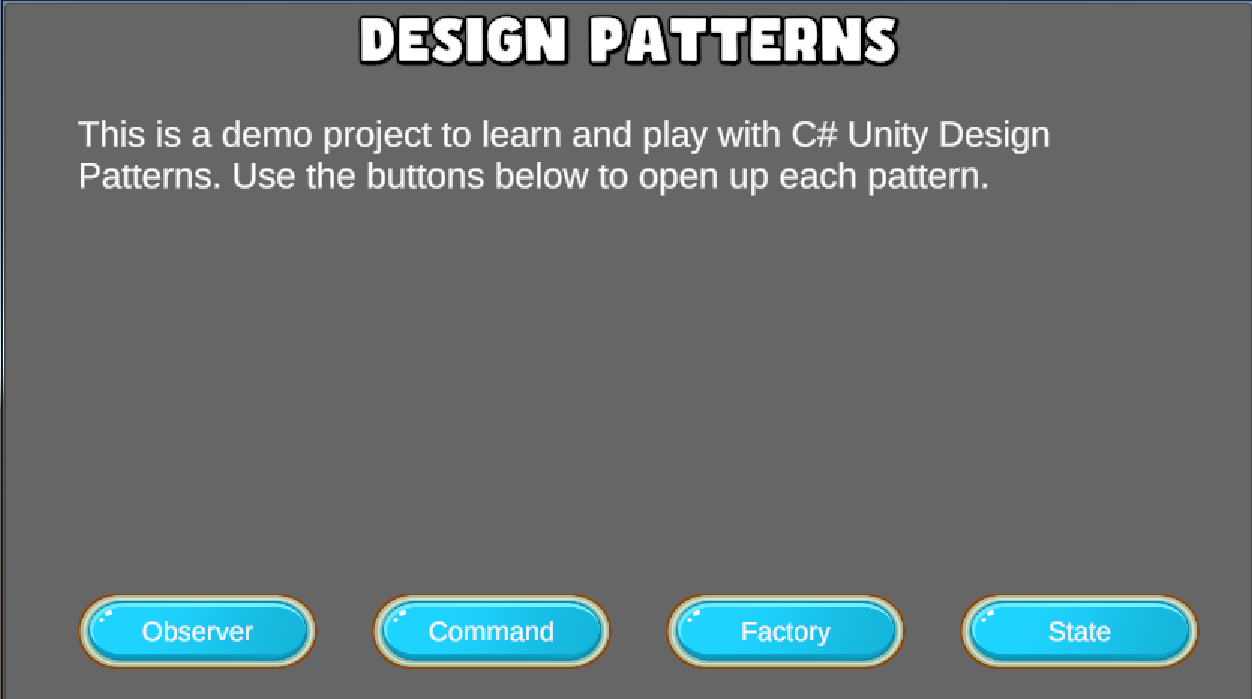 DESIGN PATTERNS
This is a demo project to learn and play with C# Unity Design
Patterns. Use the buttons below to open up each pattern.
Observer
Command
Factory
State